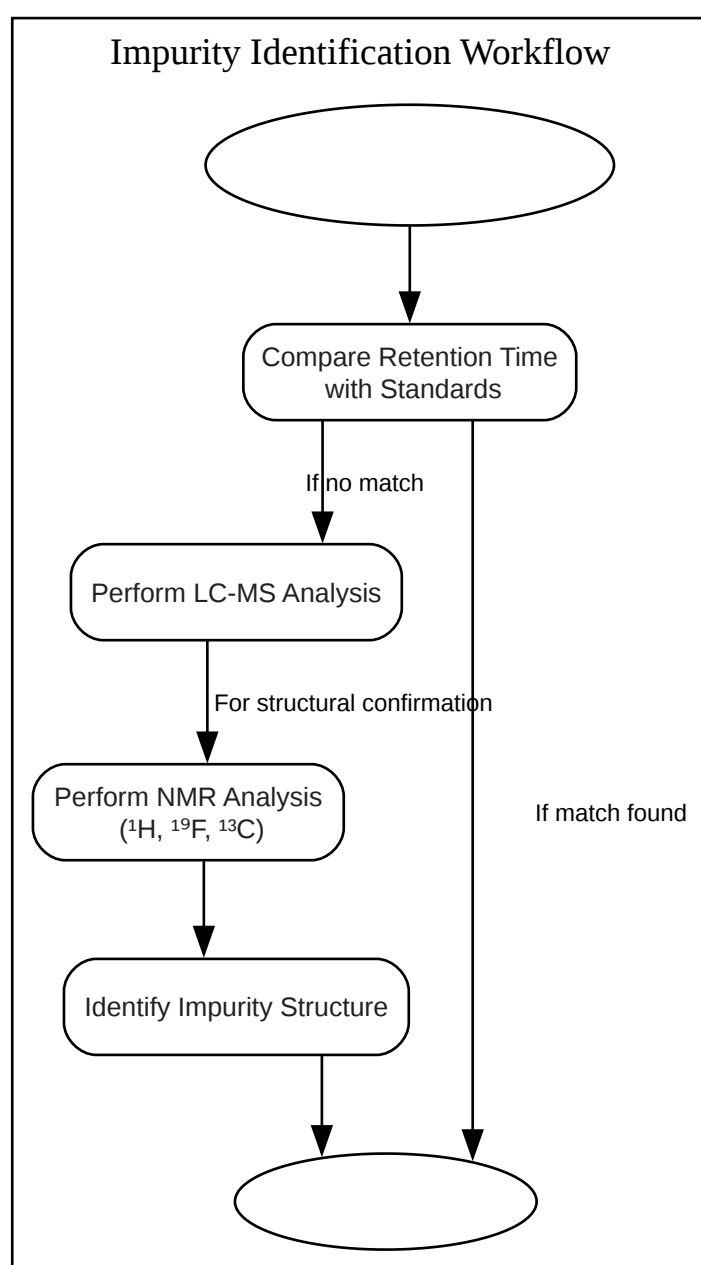 Impurity Identification Workflow
Compare Retention Time
with Standards
If no match
Perform LC-MS Analysis
For structural confirmation
Perform NMR Analysis
(¹H, ¹⁹F, ¹³C)
If match found
Identify Impurity Structure